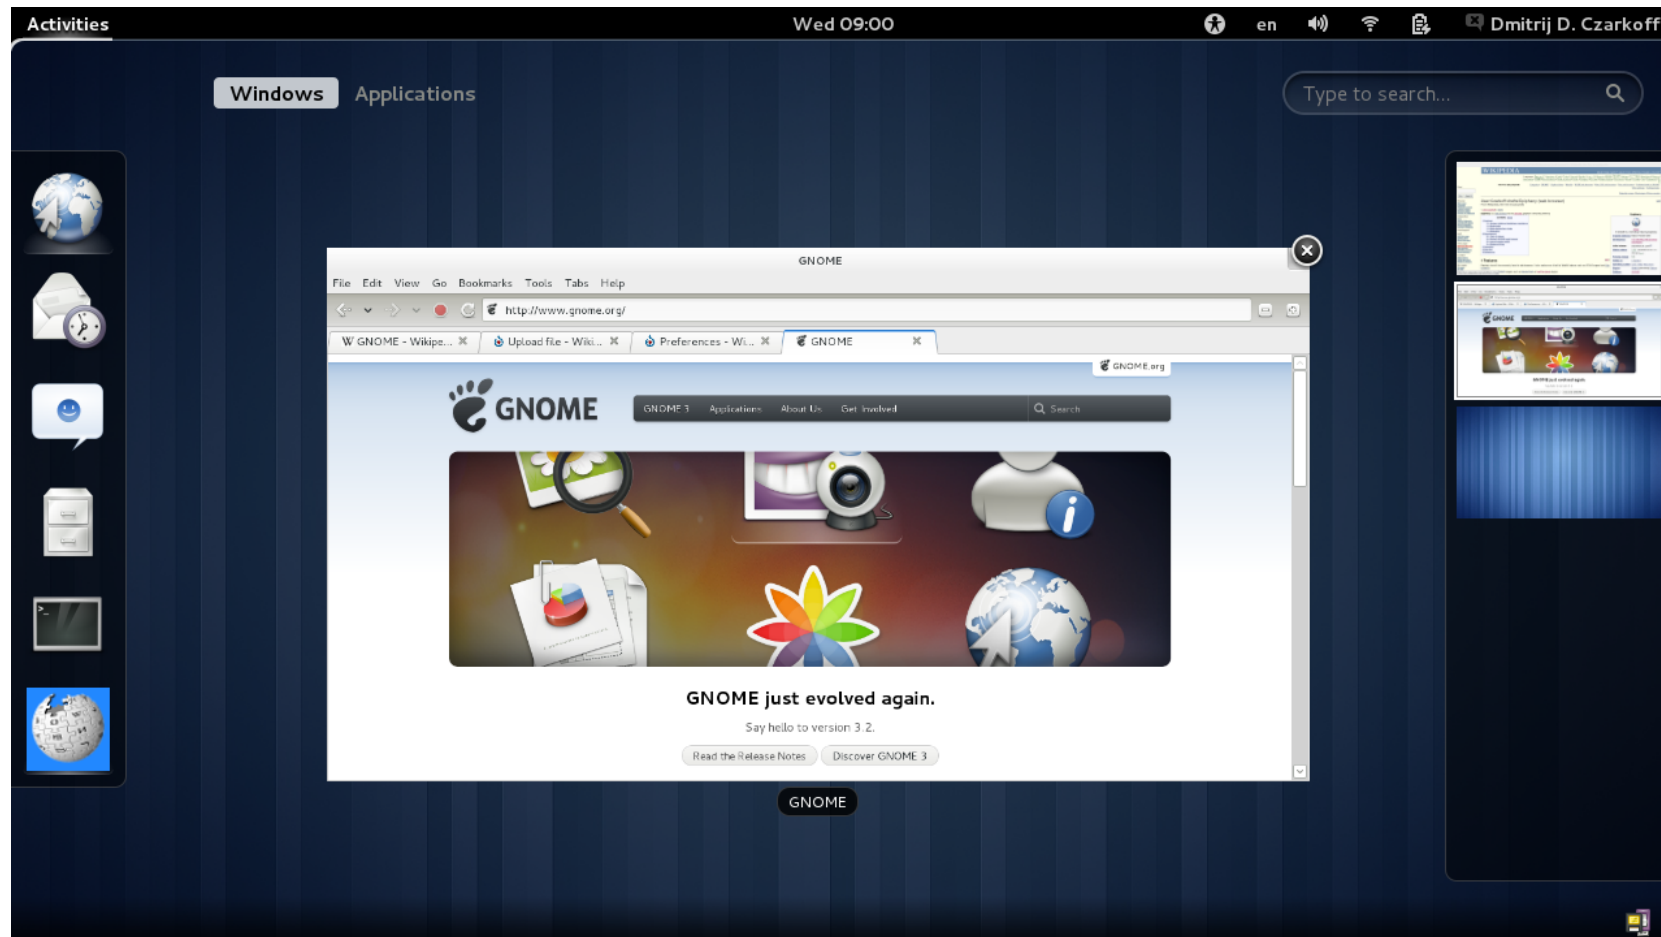 Activities
Wed 09:00
en
Dmitrij D. Czarkoff
Windows
Applications
Type to search...
GNOME
File Edit View Go Bookmarks Tools Tabs Help
http://www.gnome.org/
W GNOME - Wikipe...
Upload file - Wiki...
Preferences - Wi...
GNOME
GNOME.org
GNOME
GNOME 3 Applications About Us Get Involved
Search
GNOME just evolved again.
Say hello to version 3.2.
Read the Release Notes
Discover GNOME 3
GNOME
WIKIPEDIA
GNOME